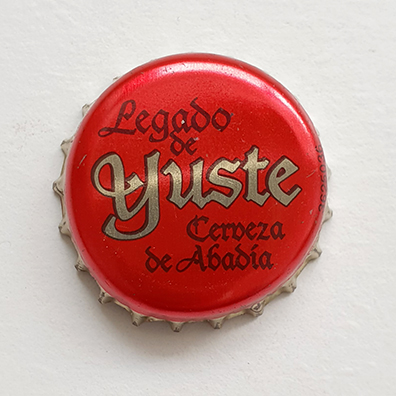 Legado
de
Yuste
Cerveza
de Abadía